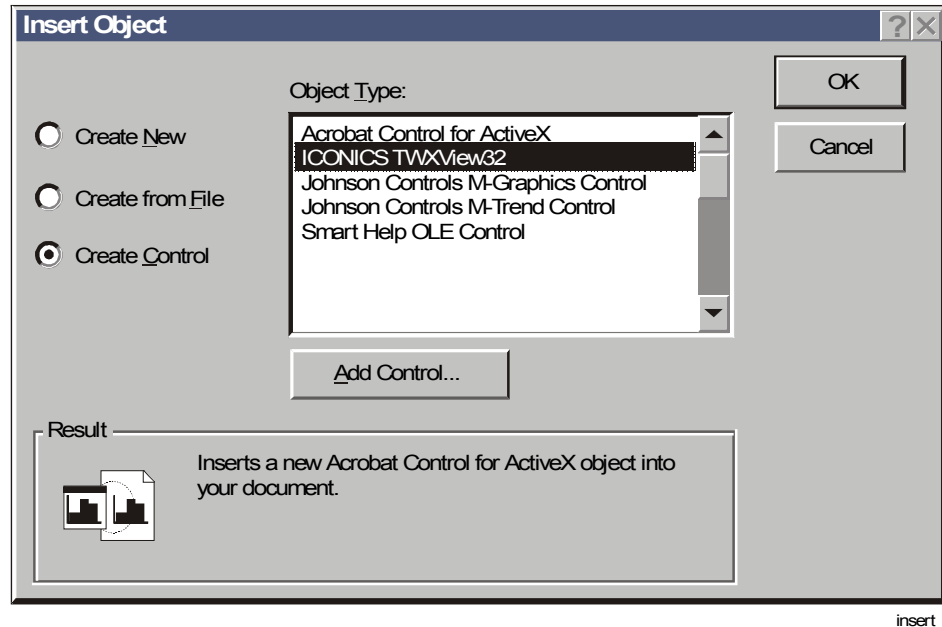 Insert Object
Object Type:
OK
Cancel
Create New
Create from File
Create Control
Acrobat Control for ActiveX
ICONICS TWXView32
Johnson Controls M-Graphics Control
Johnson Controls M-Trend Control
Smart Help OLE Control
Add Control...
Result
Inserts a new Acrobat Control for ActiveX object into
your document.
insert